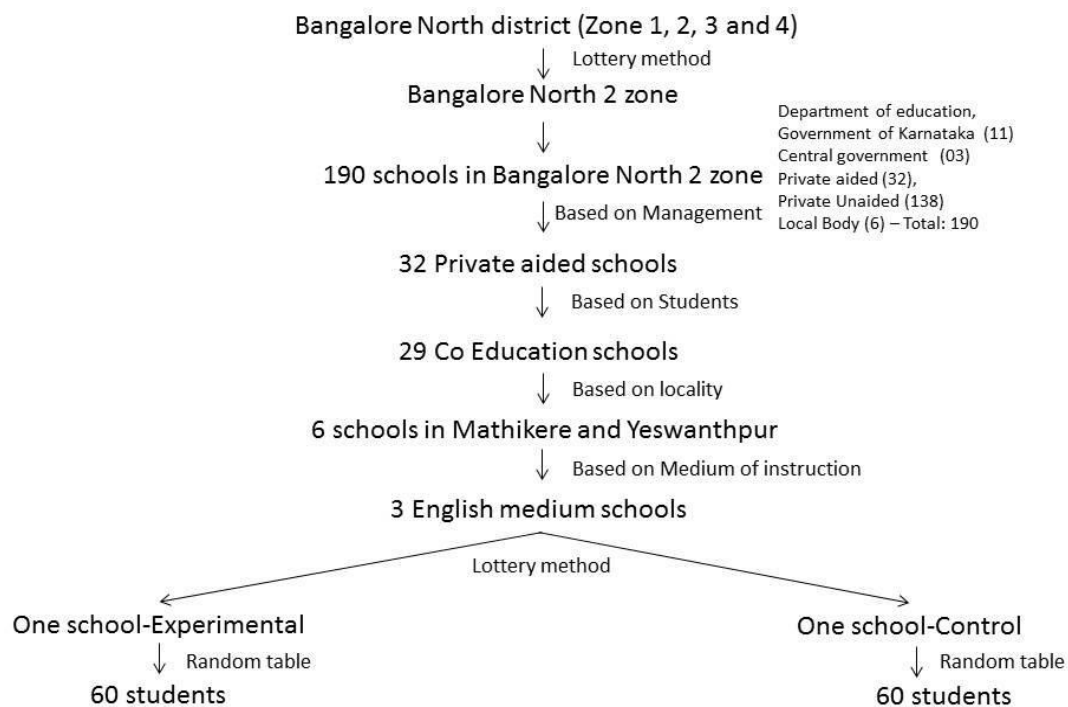 Bangalore North district (Zone 1, 2, 3 and 4)
Lottery method
Bangalore North 2 zone
Department of education,
Government of Karnataka (11)
Central government (03)
Private aided (32),
Private Unaided (138)
Local Body (6) – Total: 190
190 schools in Bangalore North 2 zone
Based on Management
32 Private aided schools
Based on Students
29 Co Education schools
Based on locality
6 schools in Mathikere and Yeswanthpur
Based on Medium of instruction
3 English medium schools
Lottery method
One school-Experimental
One school-Control
Random table
Random table
60 students
60 students